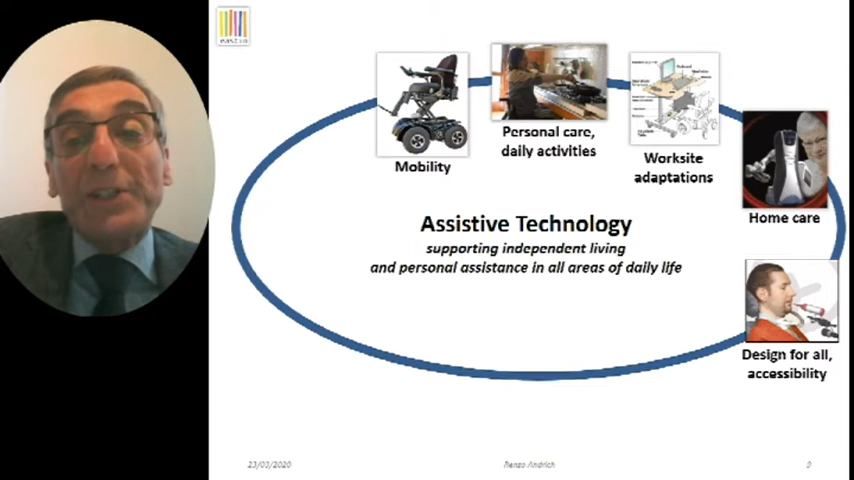 eastin
Mobility
Personal care,
daily activities
Worksite
adaptations
Home care
Assistive Technology
supporting independent living
and personal assistance in all areas of daily life
Design for all,
accessibility
23/03/2020
Renzo Andrich